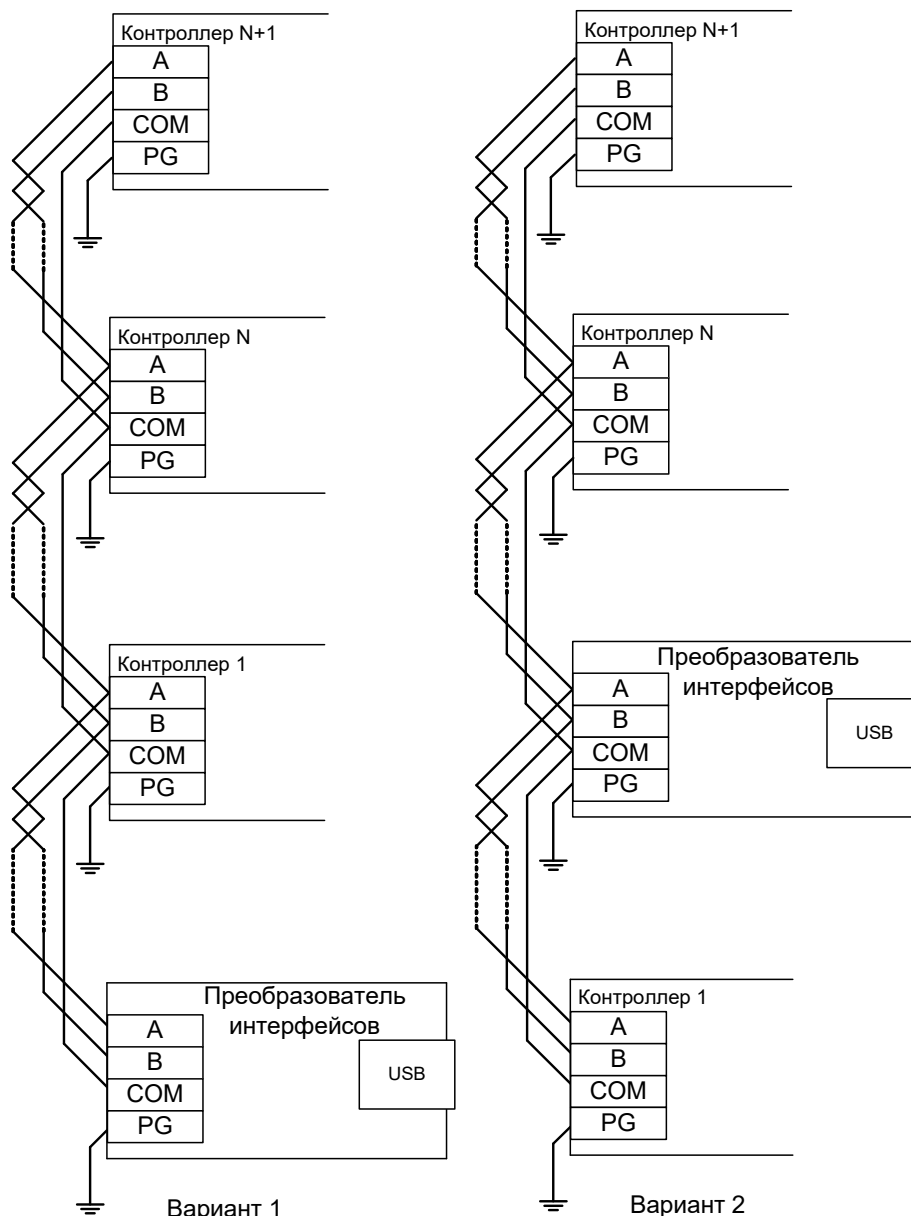 Контроллер N+1
A
B
COM
PG
Контроллер N
A
B
COM
PG
Контроллер 1
A
B
COM
PG
Преобразователь
интерфейсов
A
B
COM
PG
USB
Вариант 1
Контроллер N+1
A
B
COM
PG
Контроллер N
A
B
COM
PG
Преобразователь
интерфейсов
A
B
COM
PG
USB
Контроллер 1
A
B
COM
PG
Вариант 2